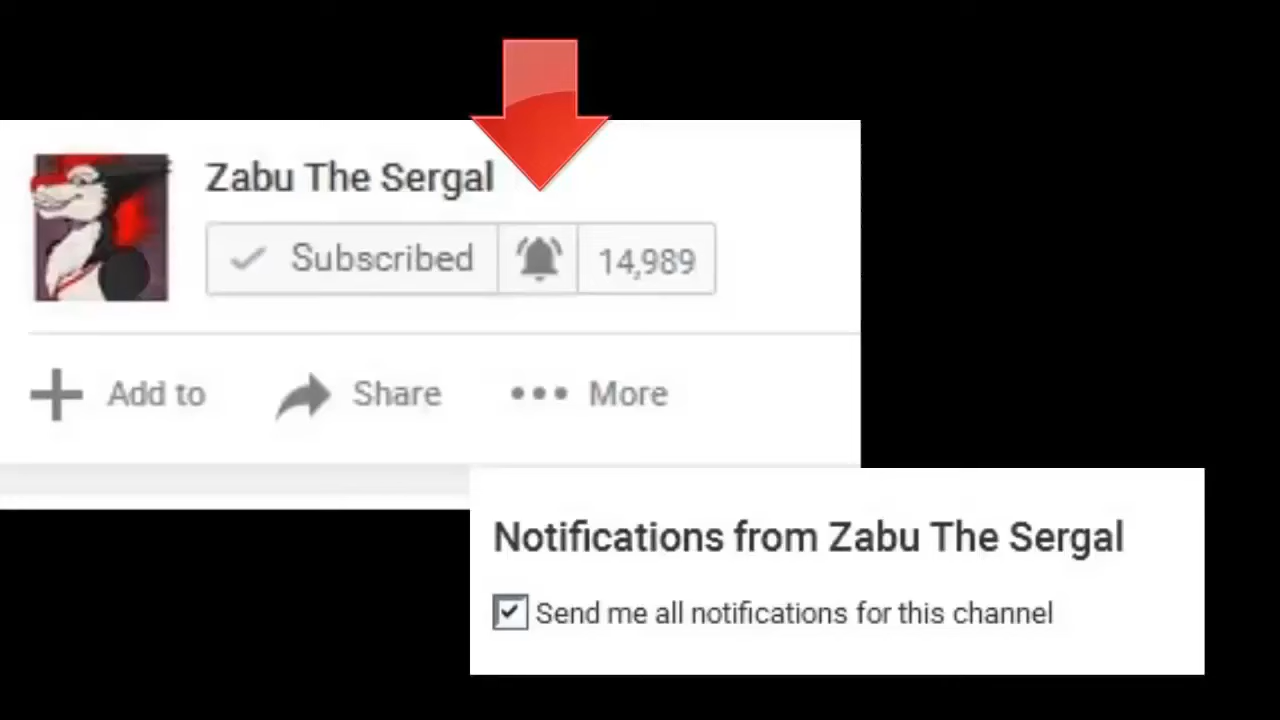 Zabu The Sergal
Subscribed 14,989
Add to Share More
Notifications from Zabu The Sergal
Send me all notifications for this channel